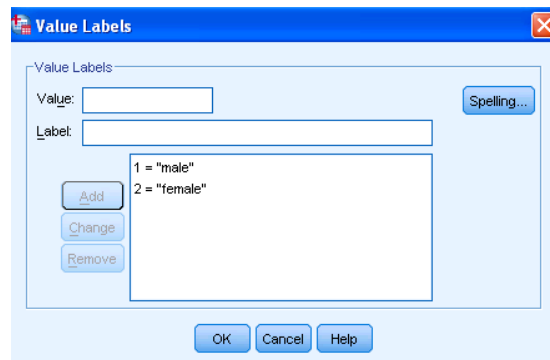 Value Labels
Value Labels
Value:
Spelling...
Label:
1 = "male"
Add
2 = "female"
Change
Remove
OK Cancel Help